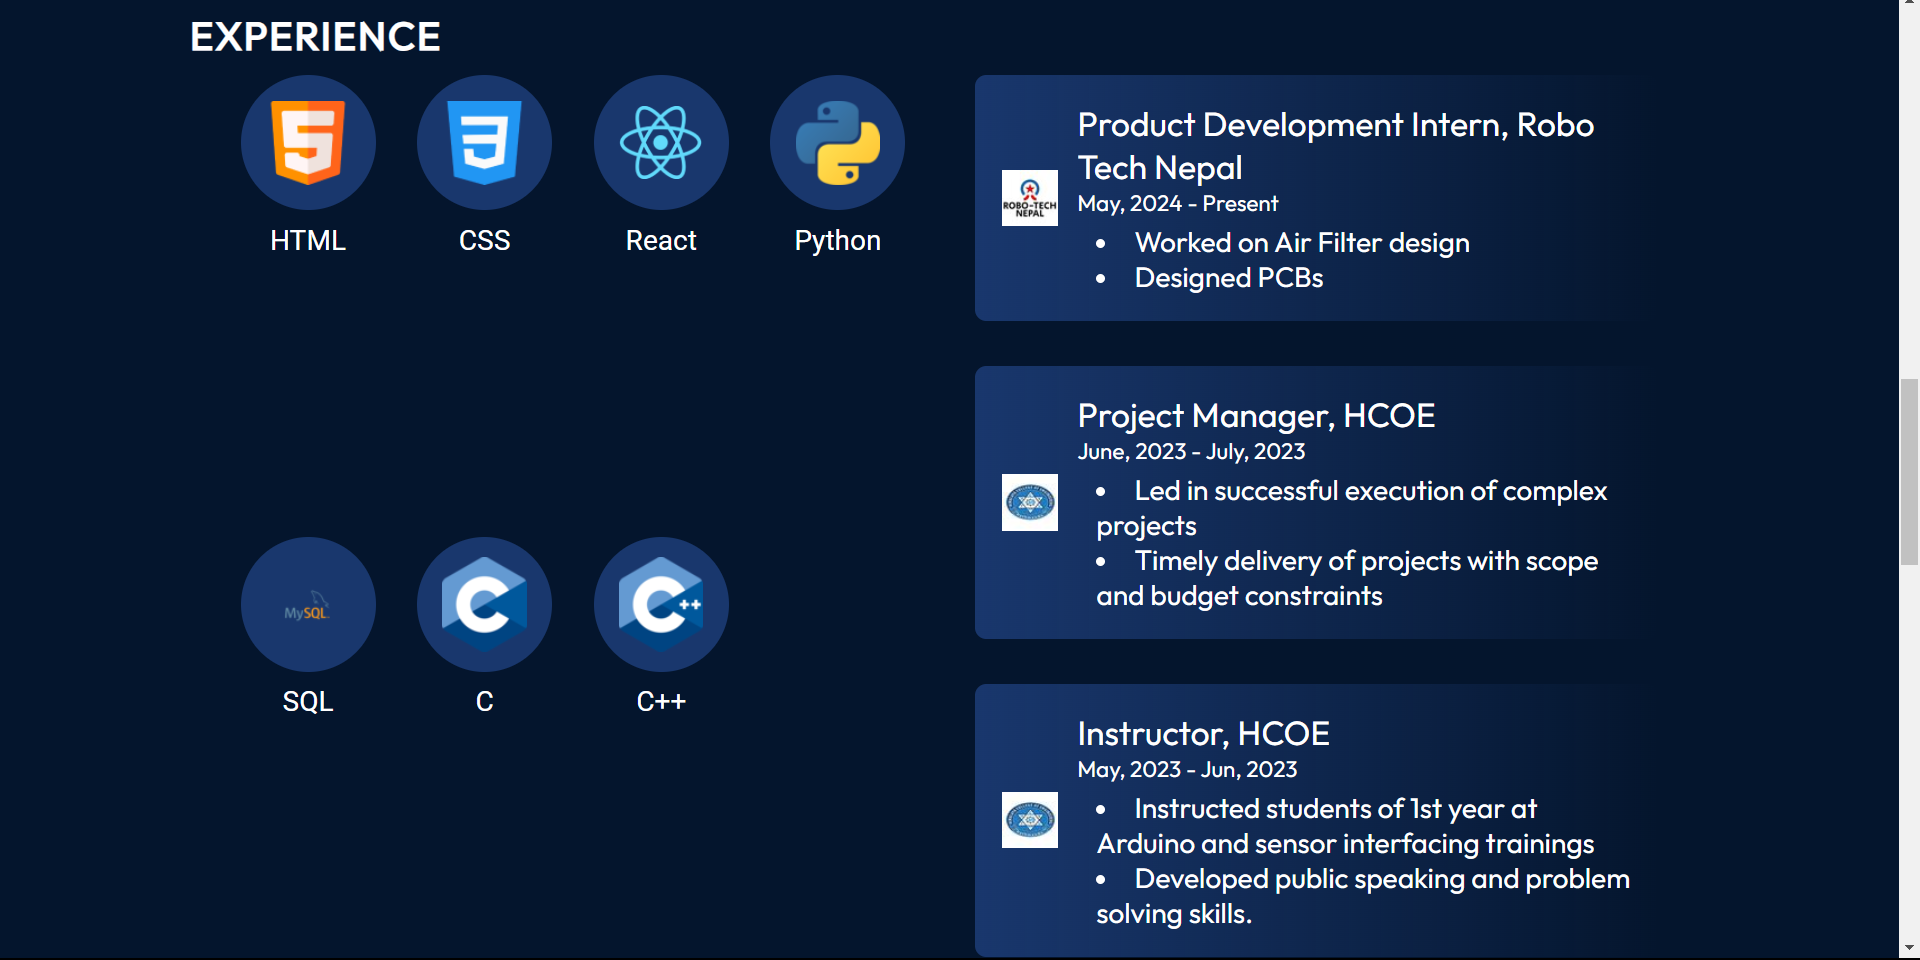 EXPERIENCE
HTML
CSS
React
Python
MySQL
SQL
C
C++
Product Development Intern, Robo
Tech Nepal
May, 2024 - Present
ROBO-TECH
NEPAL
• Worked on Air Filter design
• Designed PCBs
Project Manager, HCOE
June, 2023 - July, 2023
• Led in successful execution of complex
projects
• Timely delivery of projects with scope
and budget constraints
Instructor, HCOE
May, 2023 - Jun, 2023
• Instructed students of 1st year at
Arduino and sensor interfacing trainings
• Developed public speaking and problem
solving skills.